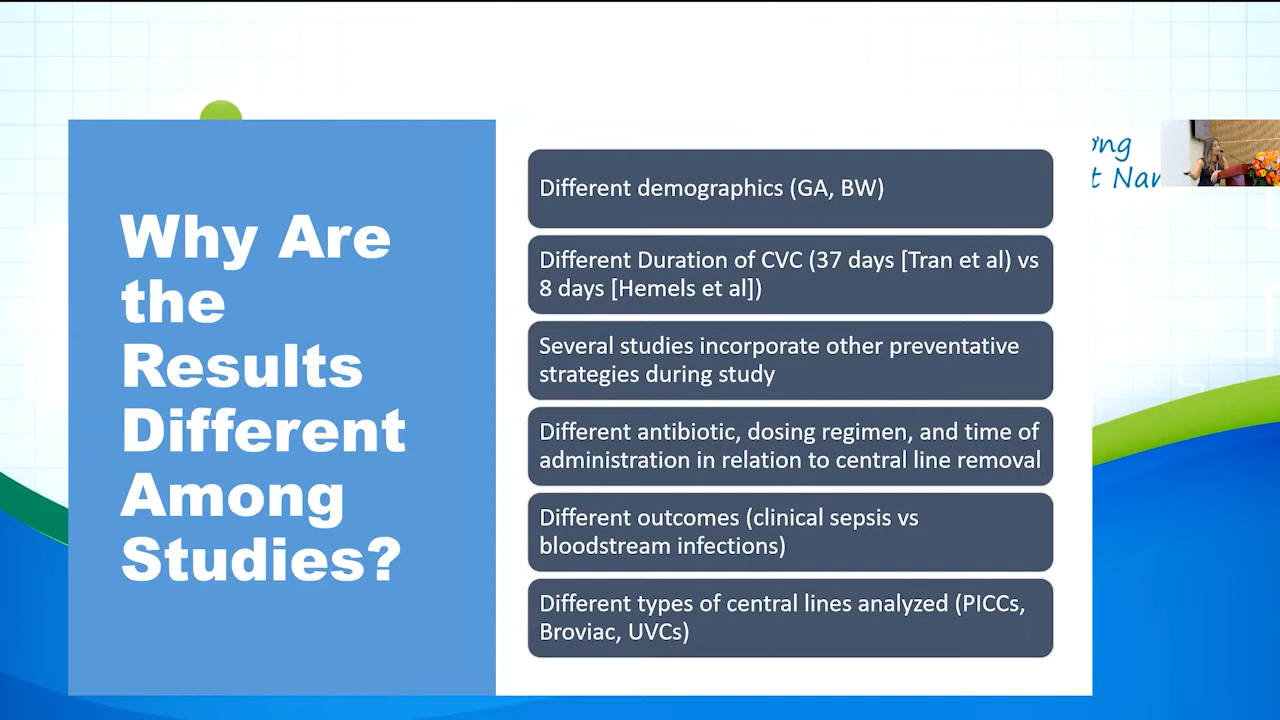 Why Are
the
Results
Different
Among
Studies?
Different demographics (GA, BW)
Different Duration of CVC (37 days [Tran et al) vs
8 days [Hemels et al])
Several studies incorporate other preventative
strategies during study
Different antibiotic, dosing regimen, and time of
administration in relation to central line removal
Different outcomes (clinical sepsis vs
bloodstream infections)
Different types of central lines analyzed (PICCs,
Broviac, UVCs)